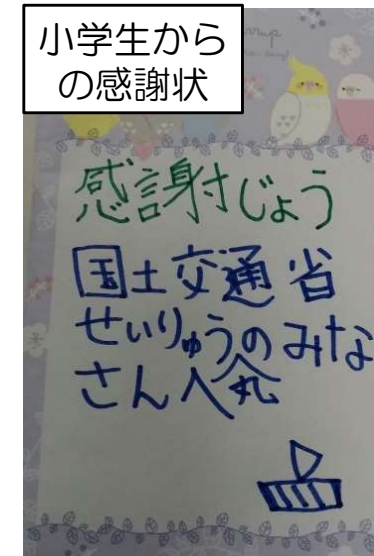 小学生から
の感謝状
感謝じょう
国土交通省
せいりゅうのみな
さんへ